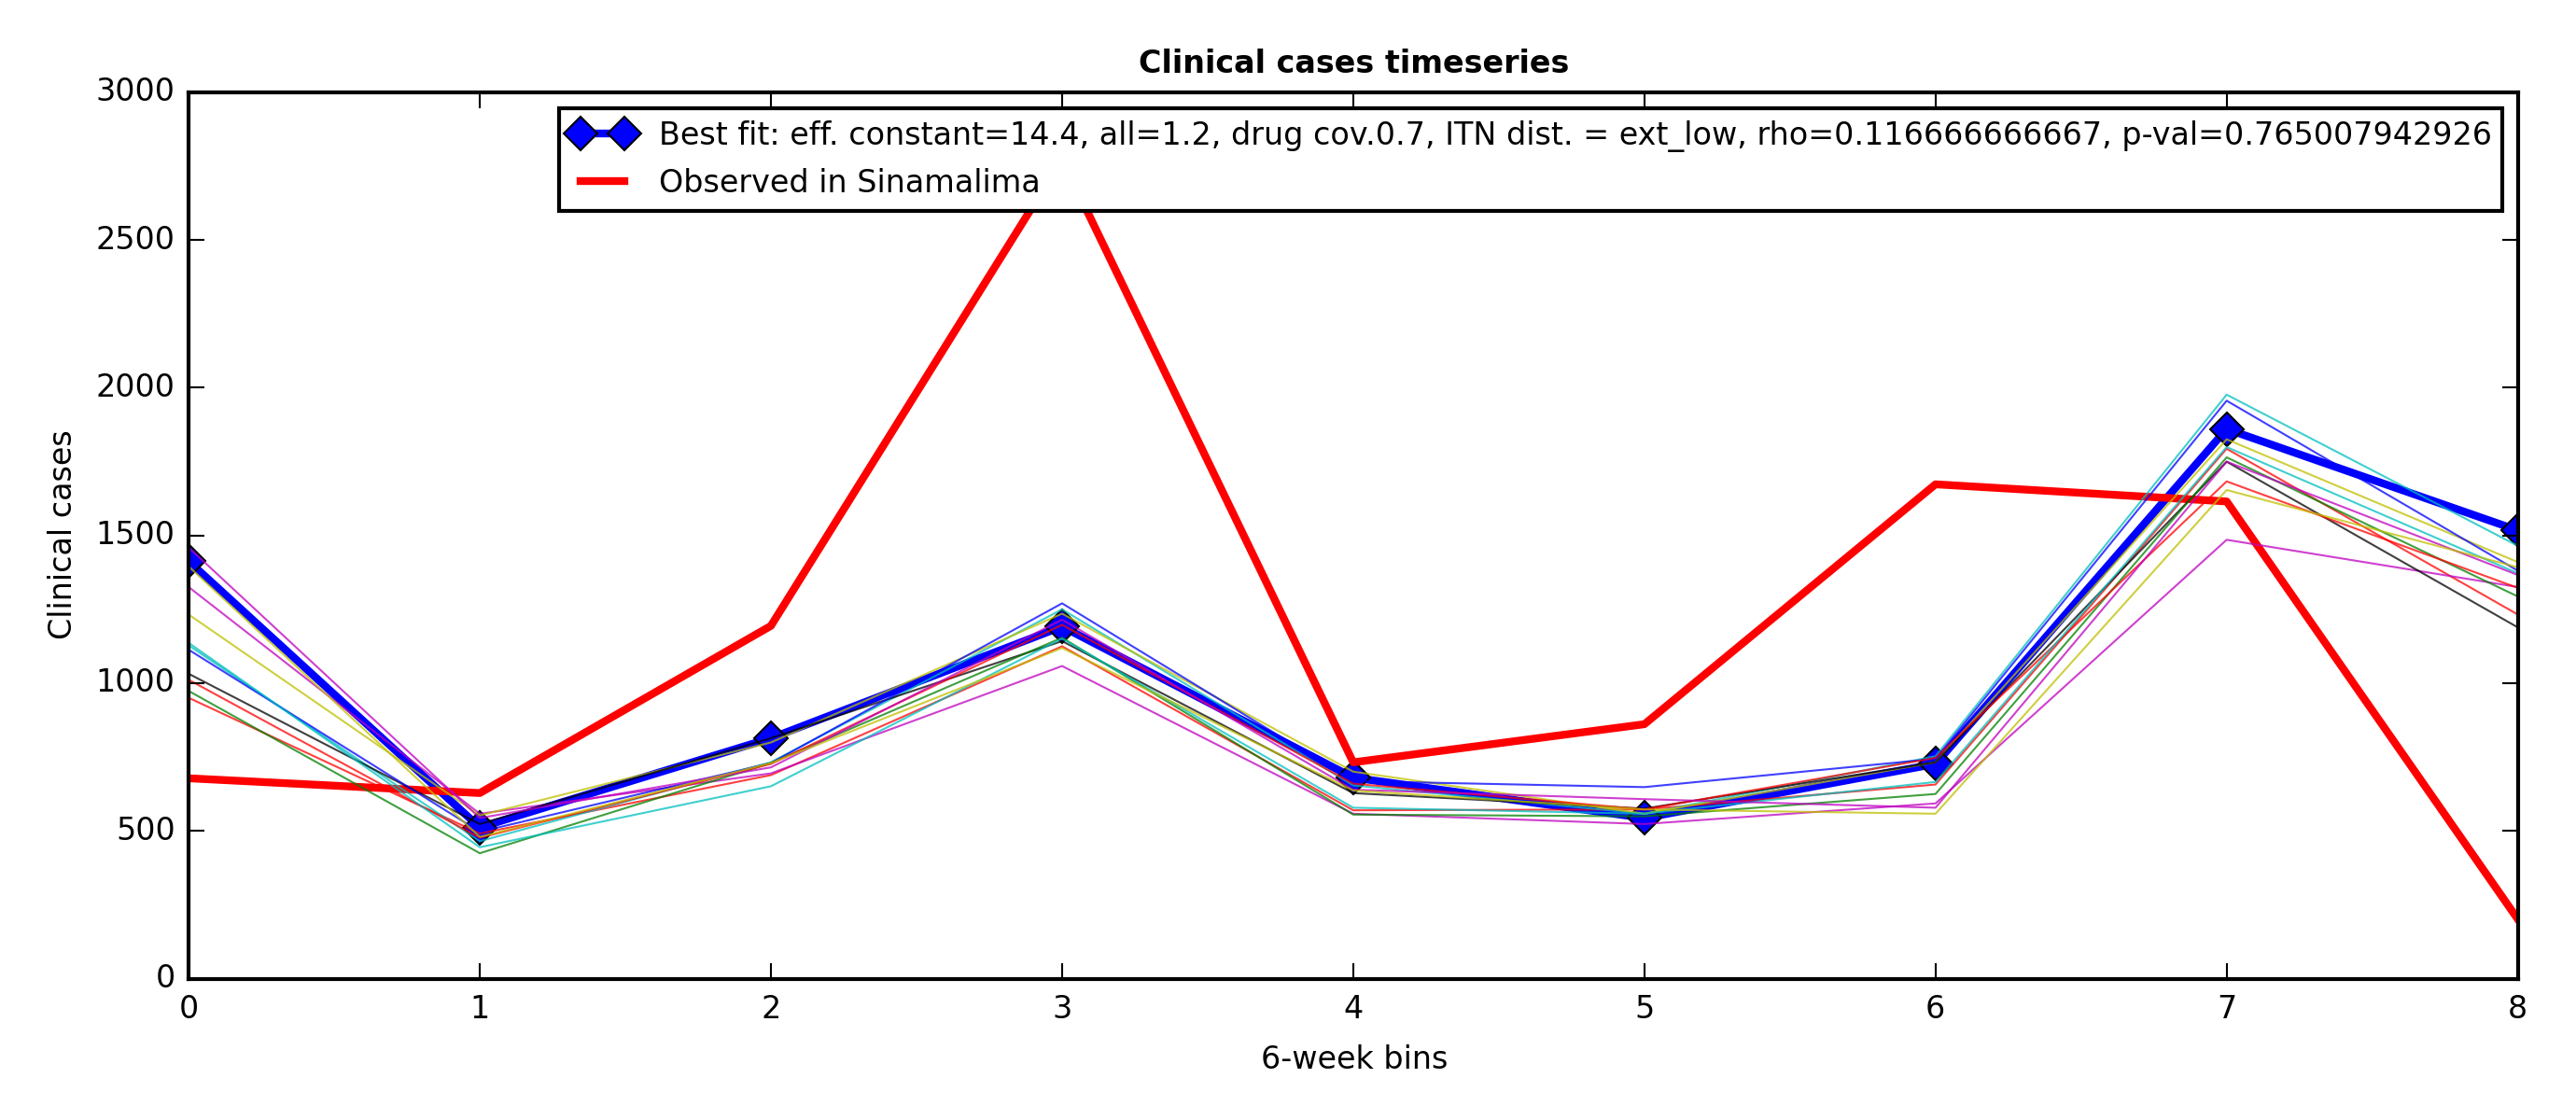 Clinical cases timeseries
3000
2500
2000
1500
1000
500
0
Clinical cases
Best fit: eff. constant=14.4, all=1.2, drug cov.0.7, ITN dist. = ext_low, rho=0.116666666667, p-val=0.765007942926
Observed in Sinamalima
0 1 2 3 4 5 6 7 8
6-week bins